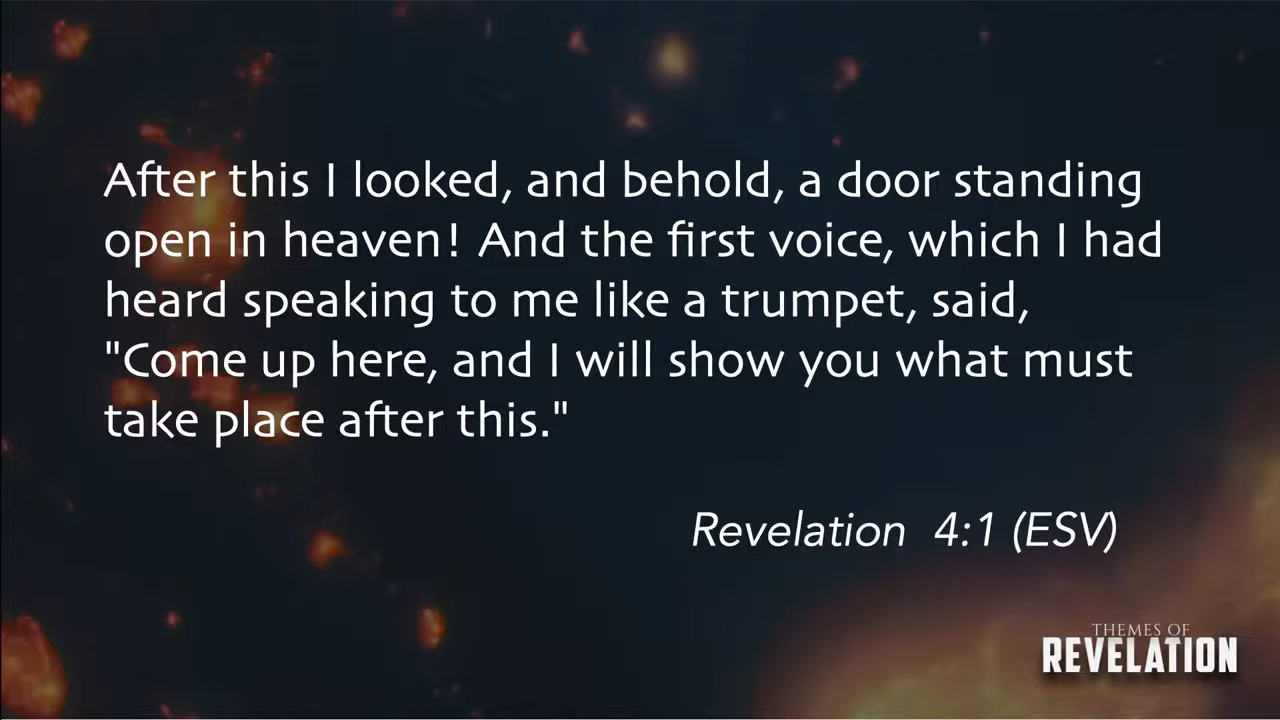 After this I looked, and behold, a door standing
open in heaven! And the first voice, which I had
heard speaking to me like a trumpet, said,
"Come up here, and I will show you what must
take place after this."
Revelation 4:1 (ESV)
THEMES OF
REVELATION